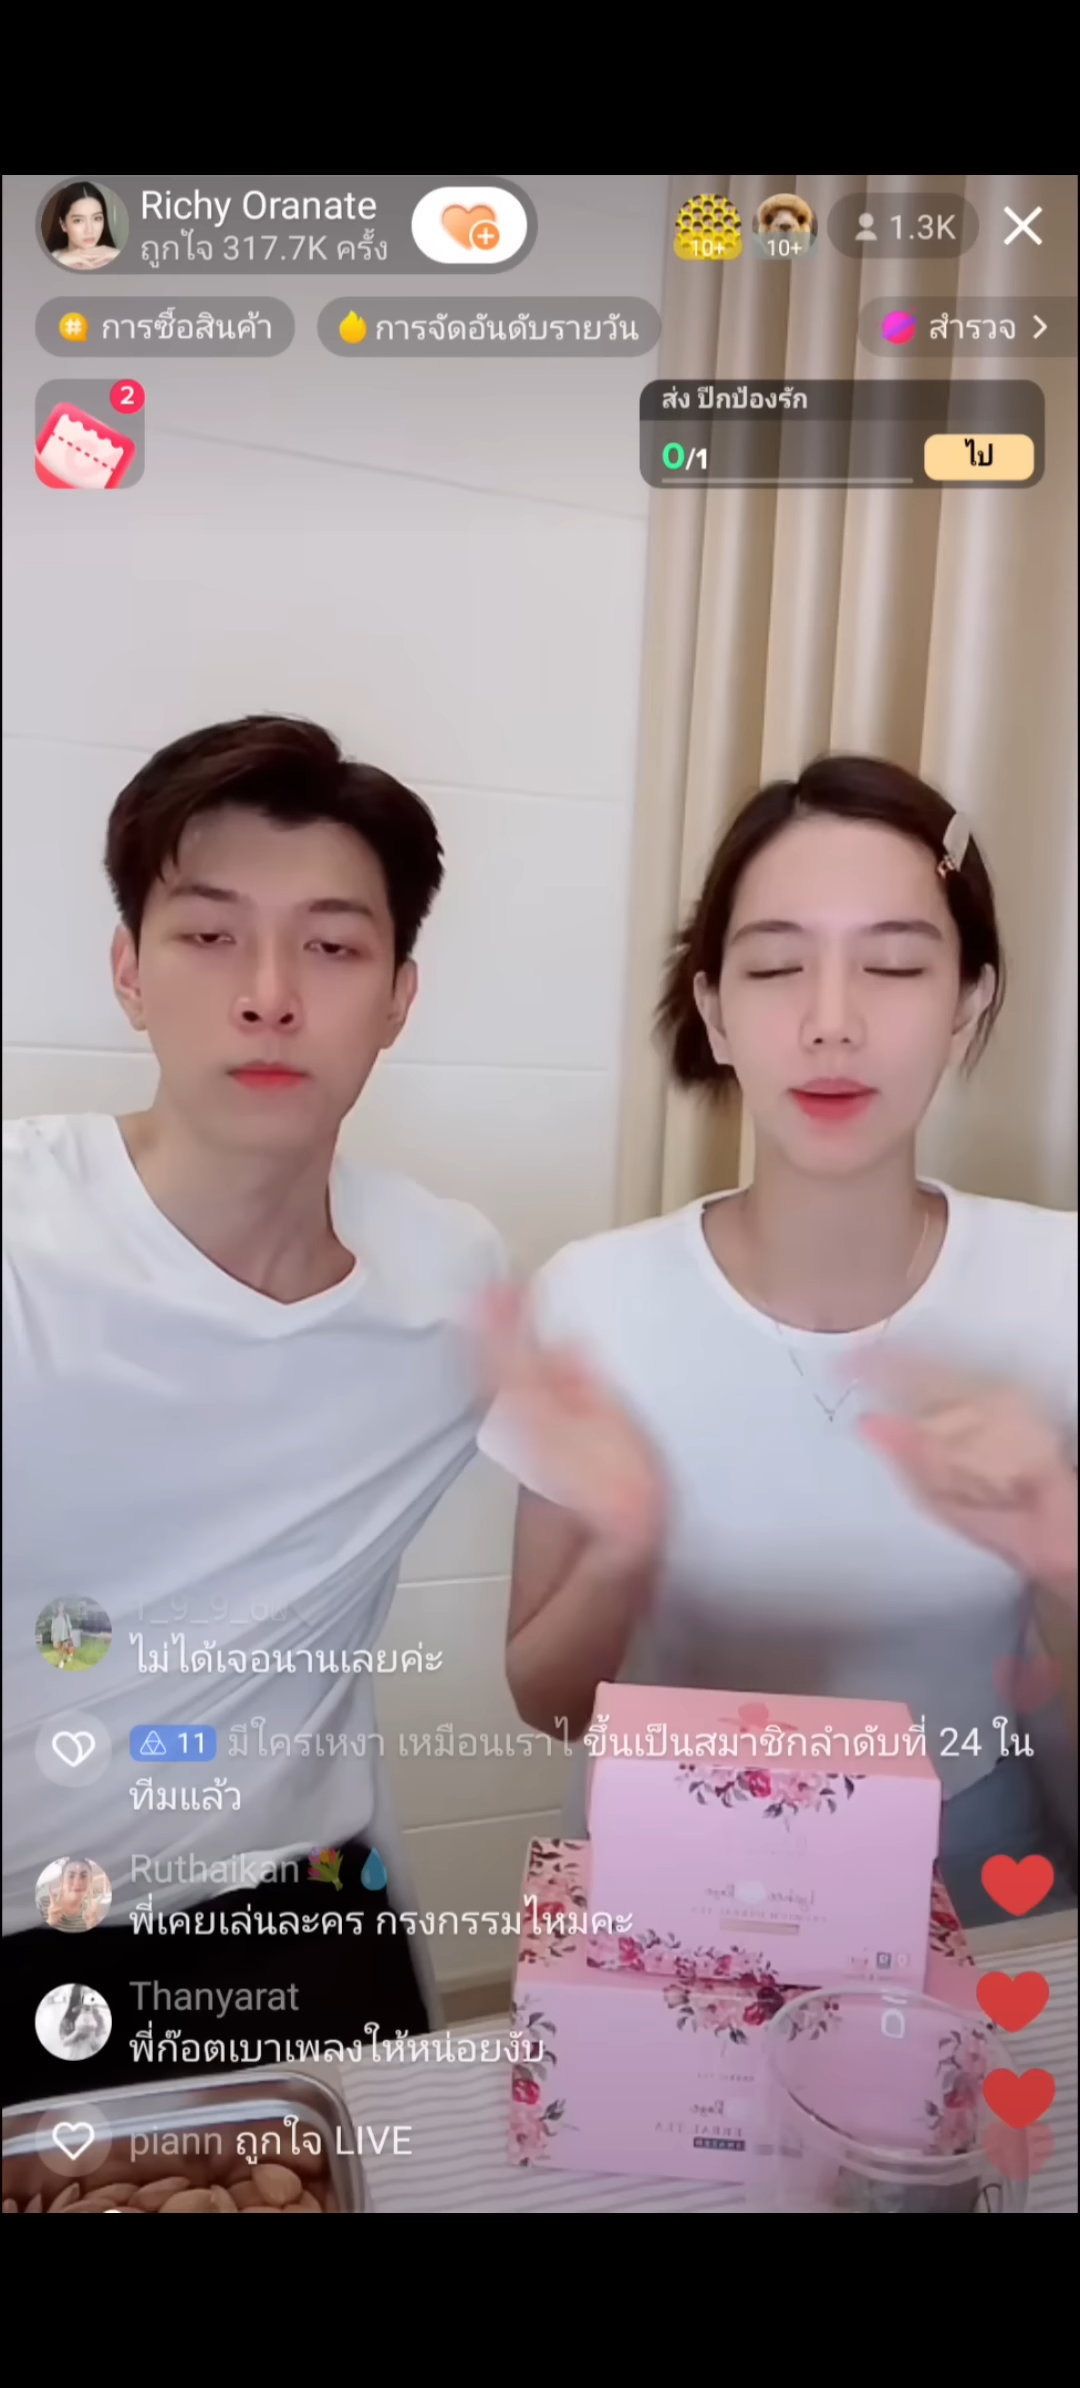 Richy Oranate
ถูกใจ 317.7K ครั้ง
10+
10+
1.3K
การซื้อสินค้า
การจัดอันดับรายวัน
สำรวจ
2
ส่ง ปีกป้องรัก
0/1
ไป
ไม่ได้เจอนานเลยค่ะ
11 มีใครเหงา เหมือนเราไ ขึ้นเป็นสมาชิกลำดับที่ 24 ใน
ทีมแล้ว
Ruthaikan💐💧
พี่เคยเล่นละคร กรงกรรมไหมคะ
Thanyarat
พี่ก๊อตเบาเพลงให้หน่อยงับ
piann ถูกใจ LIVE